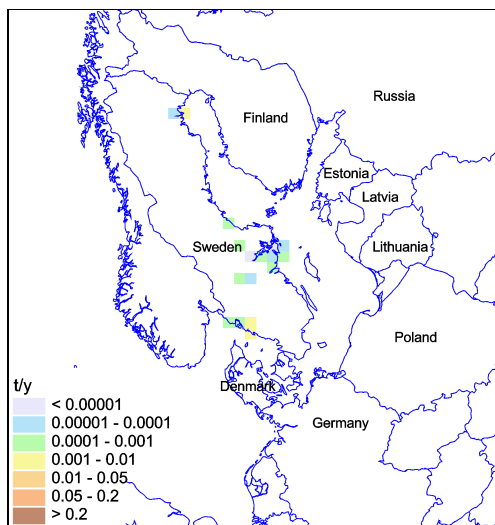 Russia
Finland
Estonia
Latvia
Sweden
Lithuania
Poland
Denmark
Germany
t/y
< 0.00001
0.00001 - 0.0001
0.0001 - 0.001
0.001 - 0.01
0.01 - 0.05
0.05 - 0.2
> 0.2